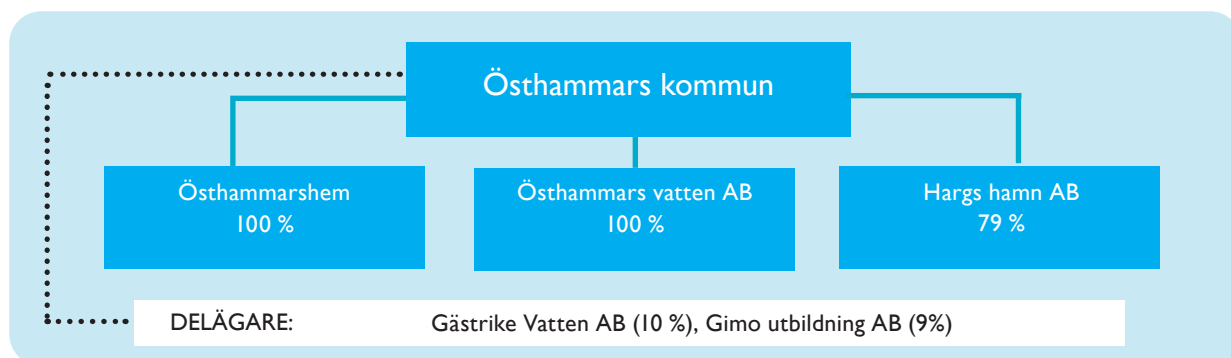 Östhammars kommun
Östhammarshem
100 %
Östhammars vatten AB
100 %
Hargs hamn AB
79 %
DELÄGARE: Gästrike Vatten AB (10 %), Gimo utbildning AB (9%)